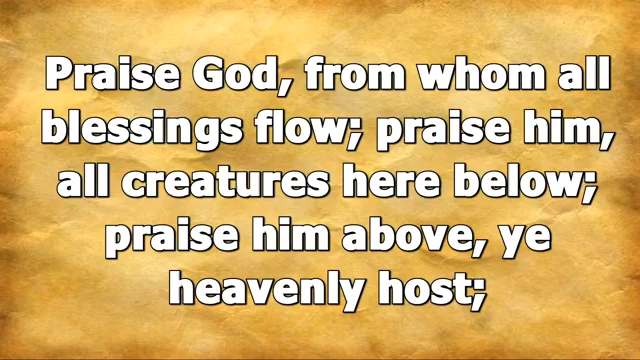 Praise God, from whom all
blessings flow; praise him,
all creatures here below;
praise him above, ye
heavenly host;